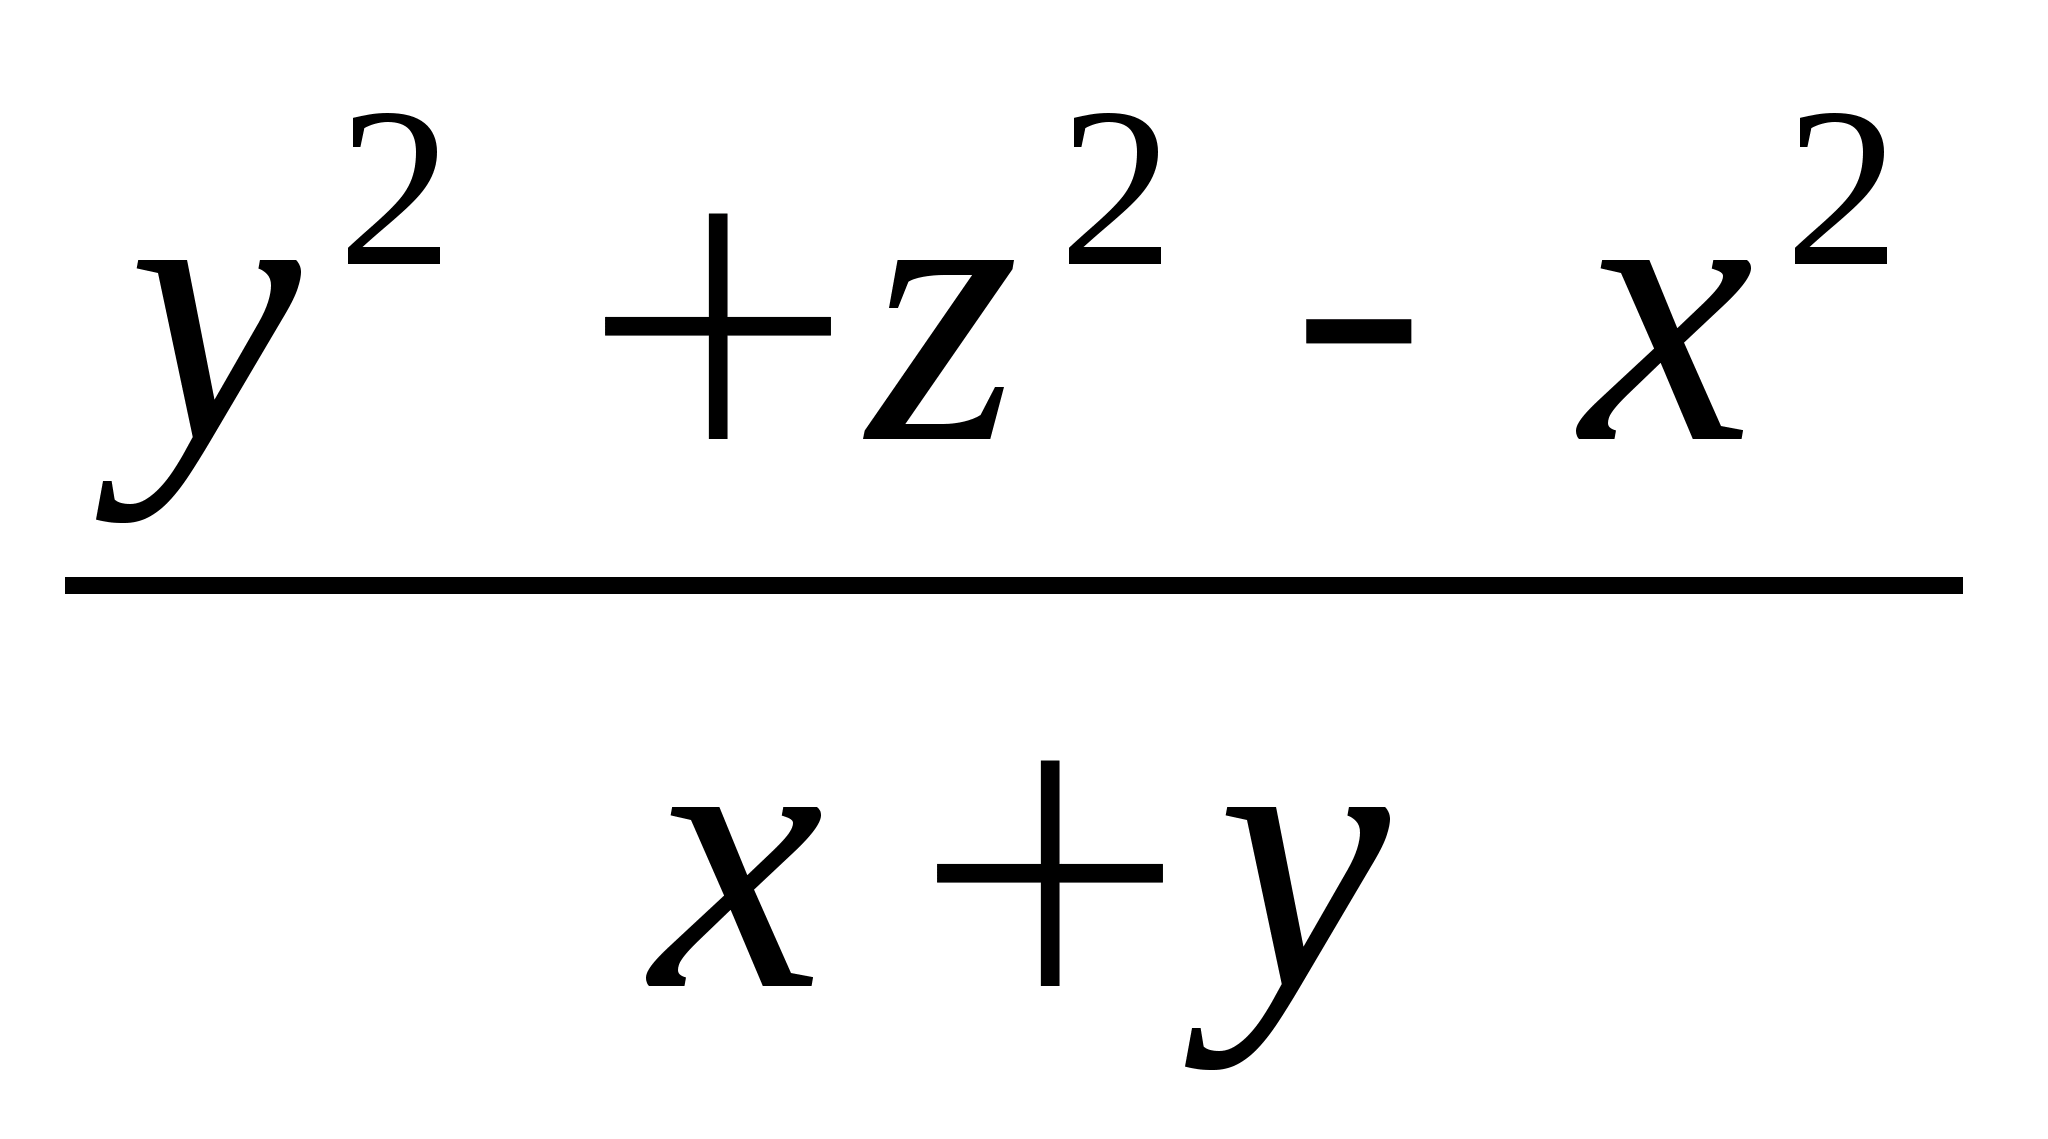 y² + z² - x²
x + y